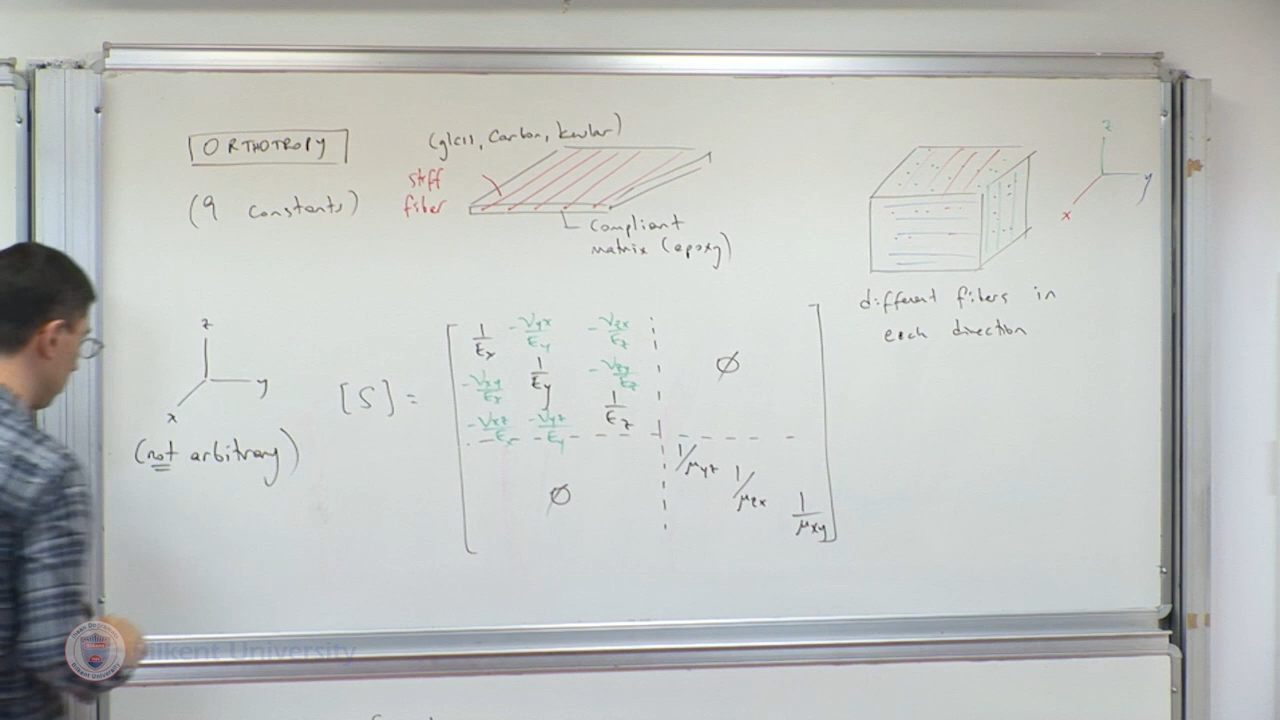 ORTHOTROPY
(9 constants)
(glass, carbon, kevlar)
stiff
fiber
Compliant
matrix (epoxy)
z
y
x
different fibers in
each direction
z
y
x
(not arbitrary)
[S] =
1/Ex -νyx/Ey -νzx/Ez ∅
-νxy/Ex 1/Ey -νzy/Ez
-νxz/Ex -νyz/Ey 1/Ez
∅ 1/μyz
1/μzx
1/μxy
Bilkent University